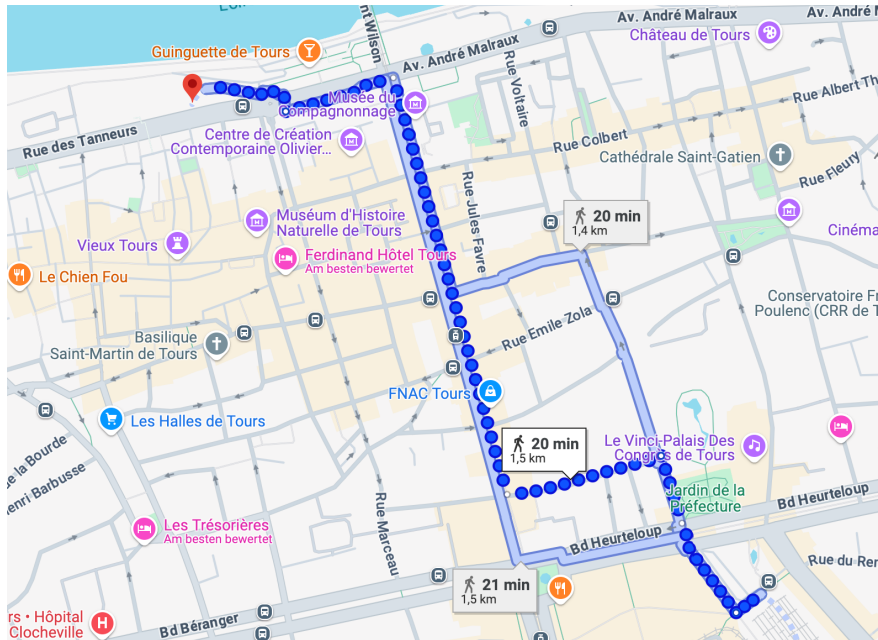 Av. André Malraux
Av. André M
Château de Tours
Guinguette de Tours
nt Wilson
Av. André Malraux
Rue Voltaire
Rue Albert Th
Musée du
Compagnonnage
Rue des Tanneurs
Centre de Création
Contemporaine Olivier...
Rue Colbert
Cathédrale Saint-Gatien
Rue Fleury
Rue Jules Favre
20 min
1,4 km
Muséum d'Histoire
Naturelle de Tours
Vieux Tours
Cinéma
Ferdinand Hôtel Tours
Am besten bewertet
Le Chien Fou
Conservatoire Fr
Poulenc (CRR de T
Rue Emile Zola
Basilique
Saint-Martin de Tours
FNAC Tours
Les Halles de Tours
de la Bourde
20 min
1,5 km
Le Vinci-Palais Des
Congrès de Tours
enri Barbusse
Jardin de la
Préfecture
Bd Heurteloup
Rue Marceau
Les Trésorières
Am besten bewertet
Bd Heurteloup
Rue du Ren
21 min
1,5 km
rs • Hôpital
Clocheville
H
Bd Béranger